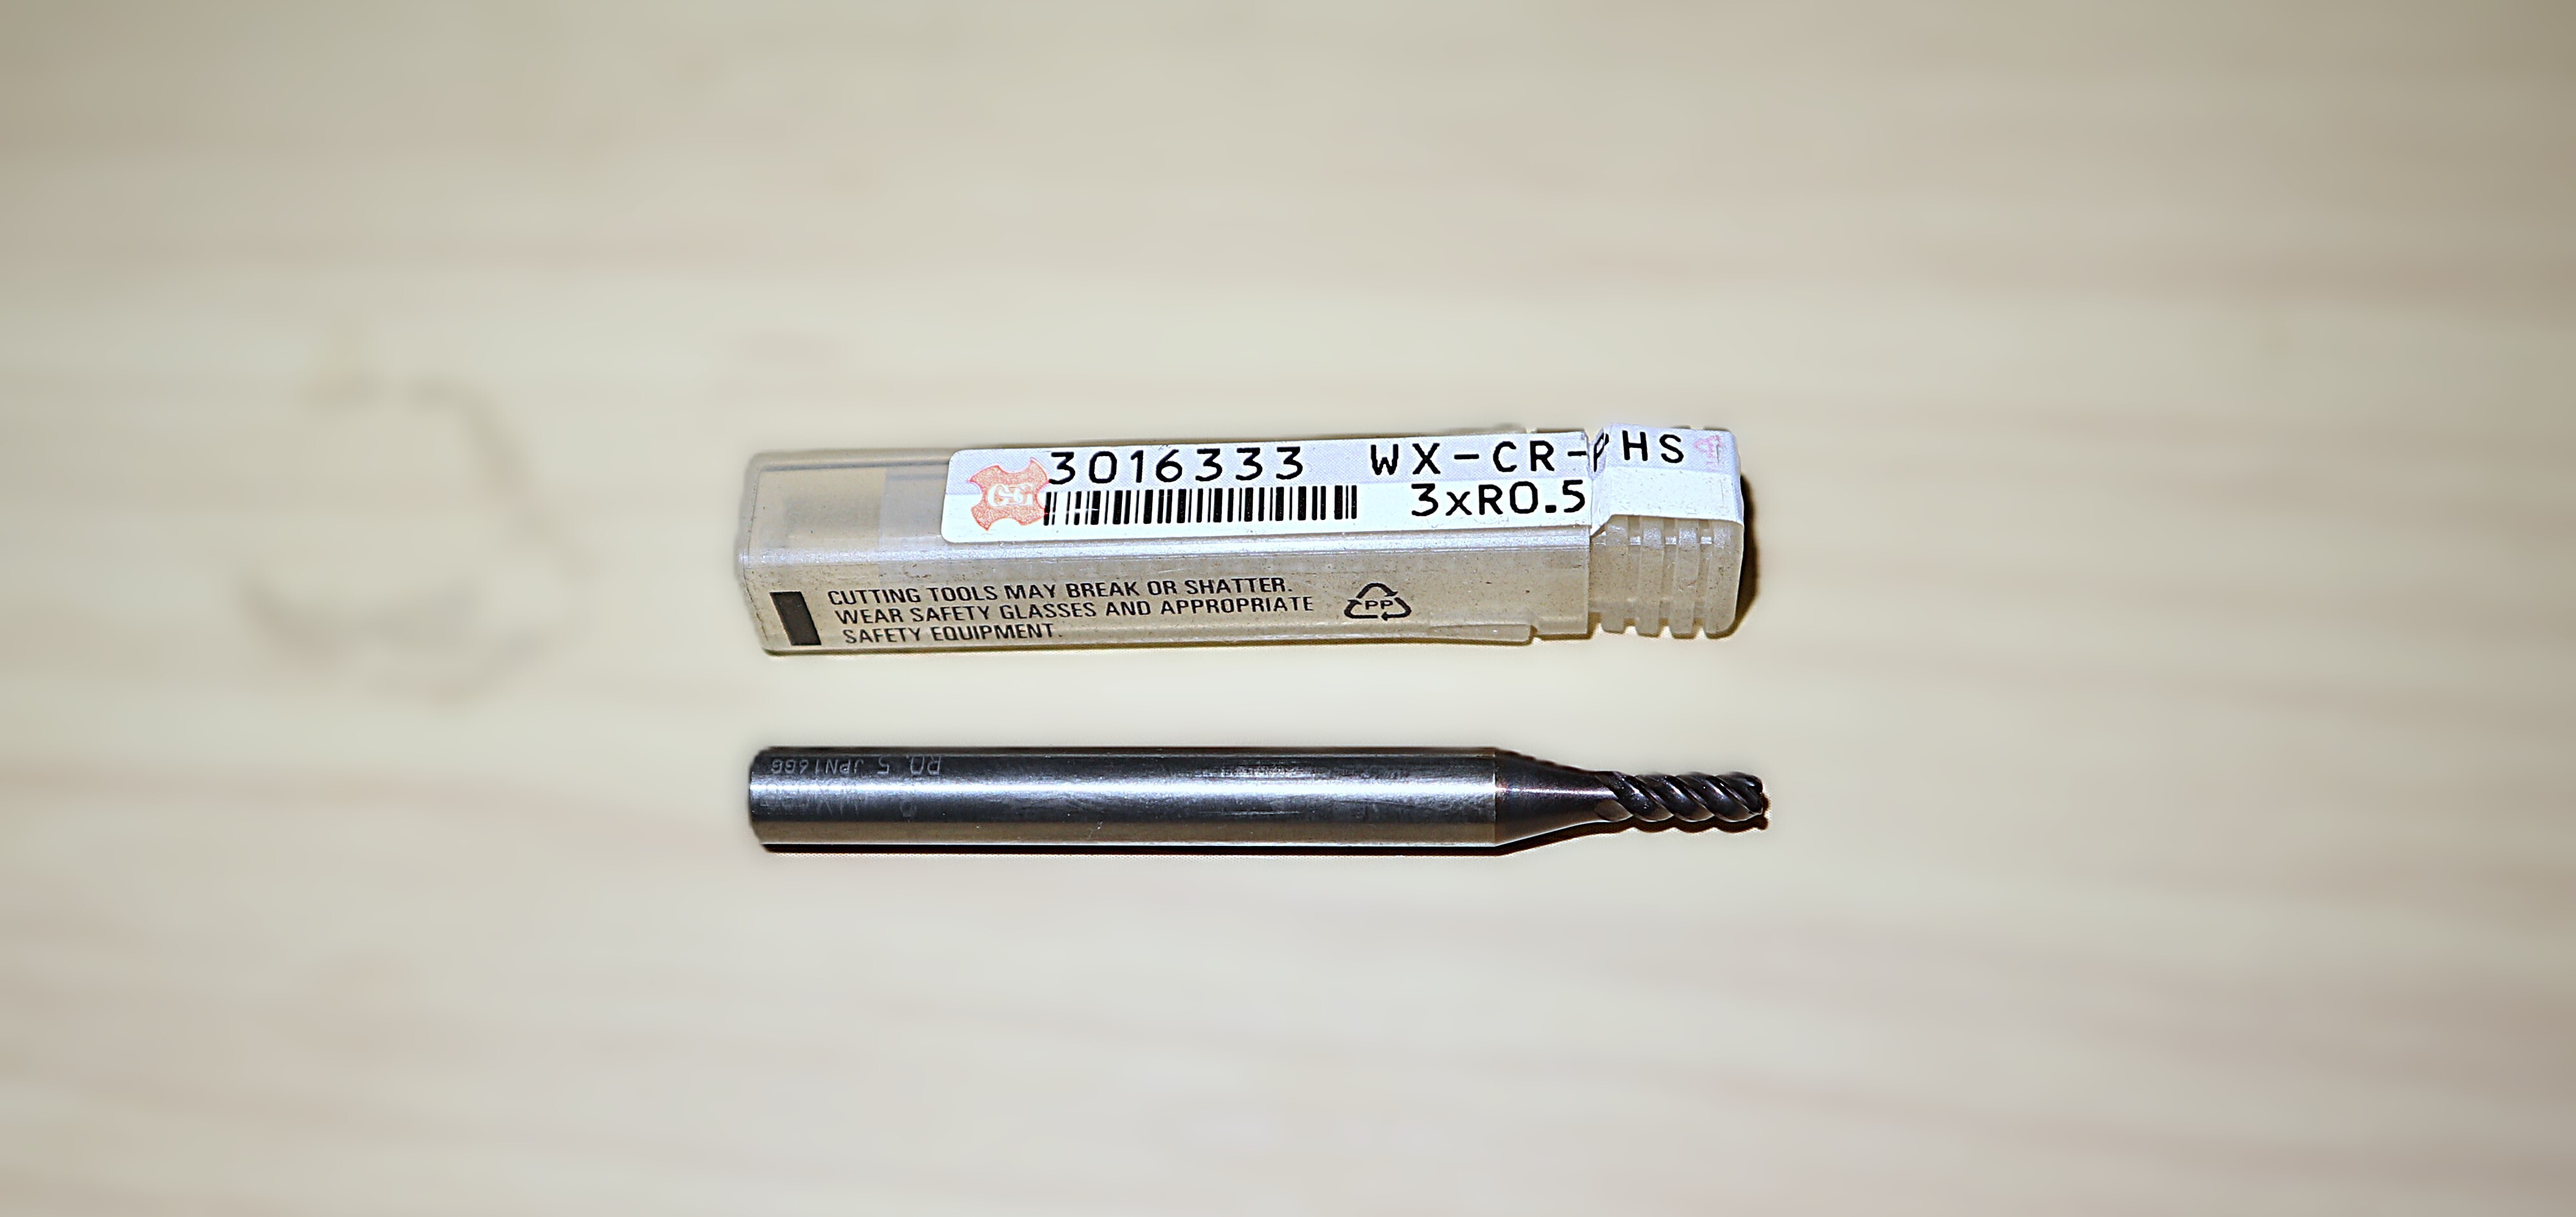 3016333 WX-CR-PHS
3xR0.5
CUTTING TOOLS MAY BREAK OR SHATTER.
WEAR SAFETY GLASSES AND APPROPRIATE
SAFETY EQUIPMENT.
PP
R0.5 JPN16GG